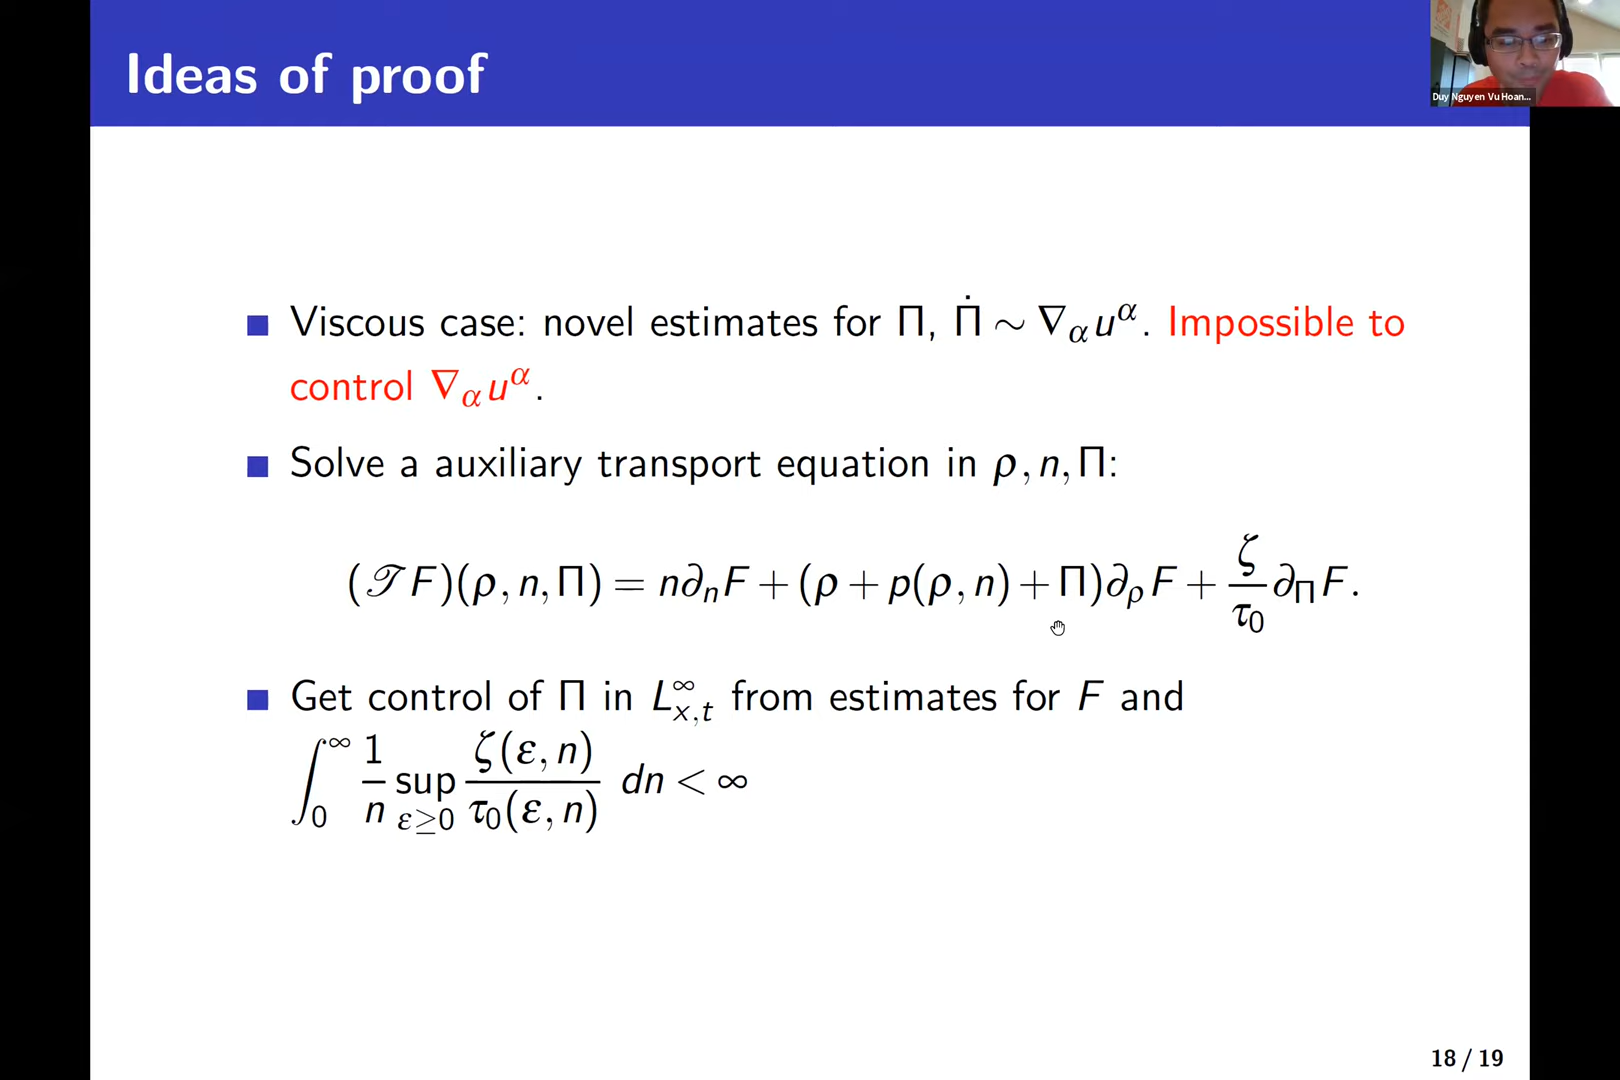 Ideas of proof
Duy Nguyen Vu Hoan...
Viscous case: novel estimates for Π, Π̇ ∼ ∇_α u^α. Impossible to
control ∇_α u^α.
Solve a auxiliary transport equation in ρ, n, Π:
(𝒯F)(ρ, n, Π) = n∂_n F + (ρ + p(ρ, n) + Π)∂_ρ F + ζ/τ_0 ∂_Π F.
Get control of Π in L^∞_{x,t} from estimates for F and
∫_0^∞ 1/n sup_{ε≥0} ζ(ε, n)/τ_0(ε, n) dn < ∞
18 / 19